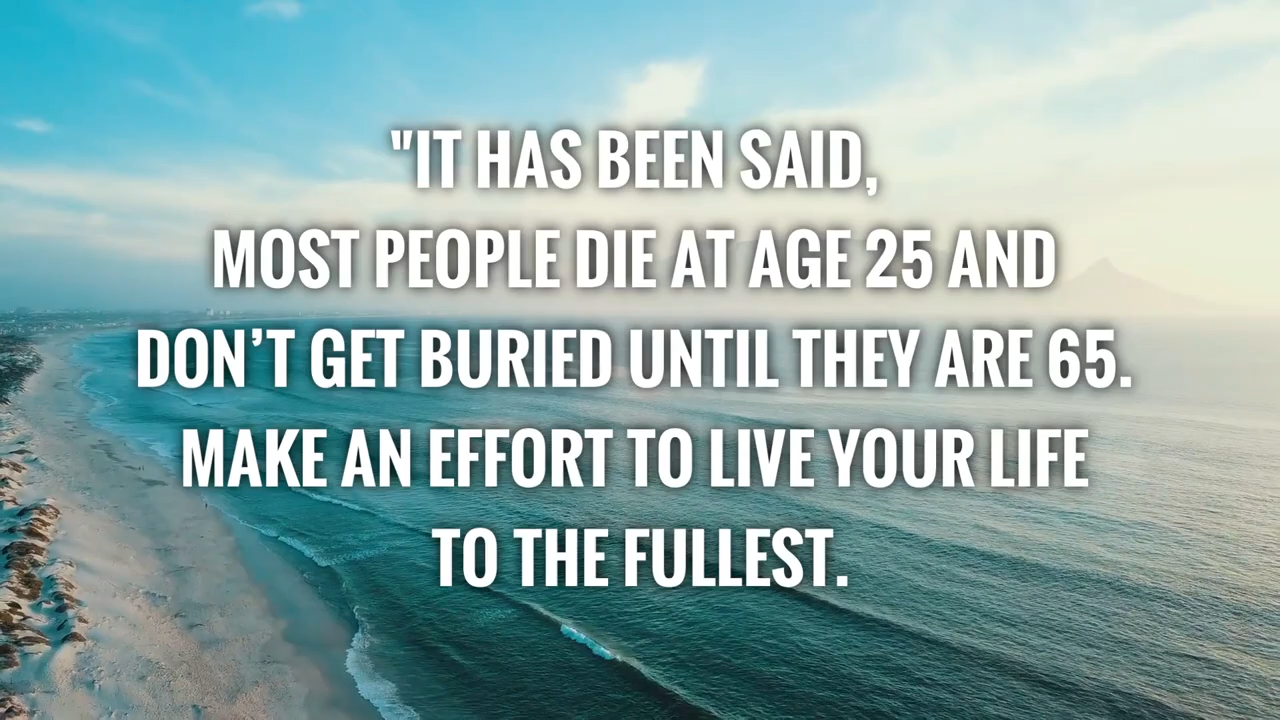 "IT HAS BEEN SAID,
MOST PEOPLE DIE AT AGE 25 AND
DON’T GET BURIED UNTIL THEY ARE 65.
MAKE AN EFFORT TO LIVE YOUR LIFE
TO THE FULLEST.